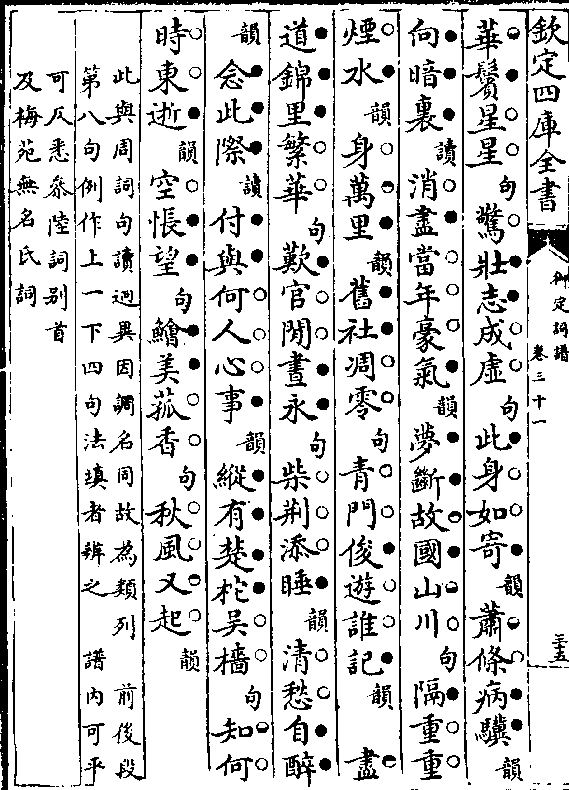 欽定四庫全書
御定詞譜
卷三十一
三五
華鬢星星句驚壯志成虛句此身如寄韻蕭條病驥韻
向暗裏讀消盡當年豪氣韻夢斷故國山川句隔重重
煙水韻身萬里韻舊社凋零句青門俊遊誰記韻 盡
道錦里繁華句歎官閒晝永句柴荆添睡韻清愁自醉
韻念此際讀付與何人心事韻縱有楚柁吳檣句知何
時東逝韻空悵望句鱠美菰香句秋風又起韻
此與周詞句讀迥異因調名同故為類列 前後段
第八句例作上一下四句法填者辨之 譜内可平
可仄悉叅陸詞别首
及梅苑無名氏詞